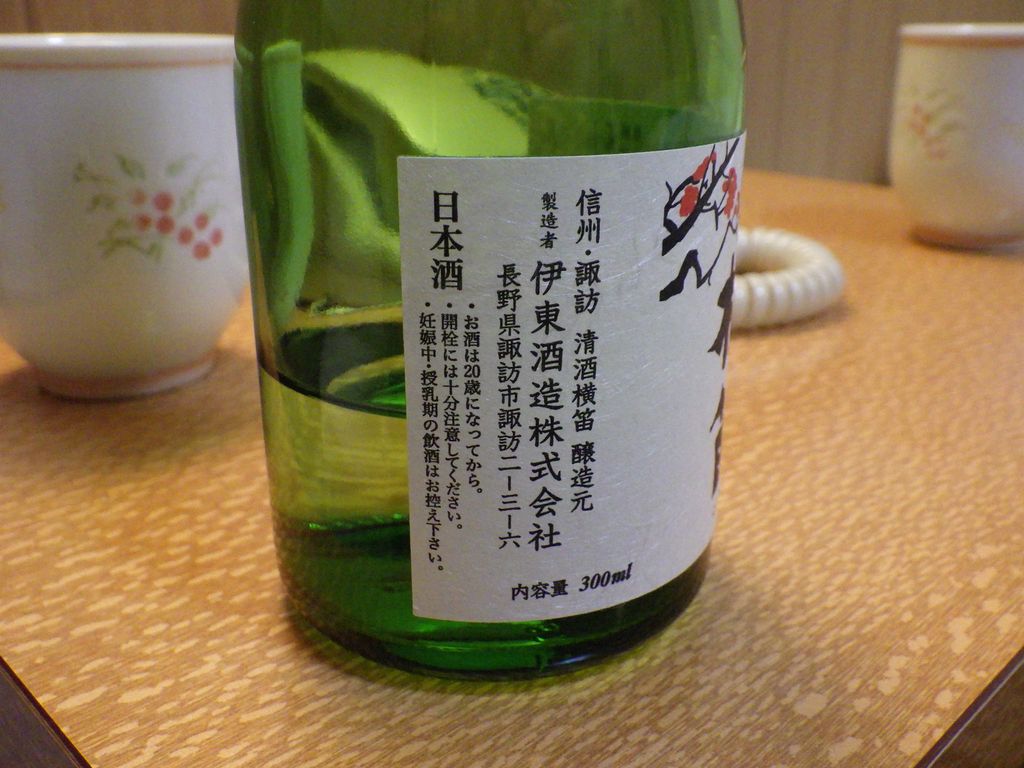 信州・諏訪 清酒横笛 醸造元
製造者 伊東酒造株式会社
長野県諏訪市諏訪二ー三ー六
日本酒
・お酒は20歳になってから。
・開栓には十分注意してください。
・妊娠中・授乳期の飲酒はお控え下さい。
内容量 300ml